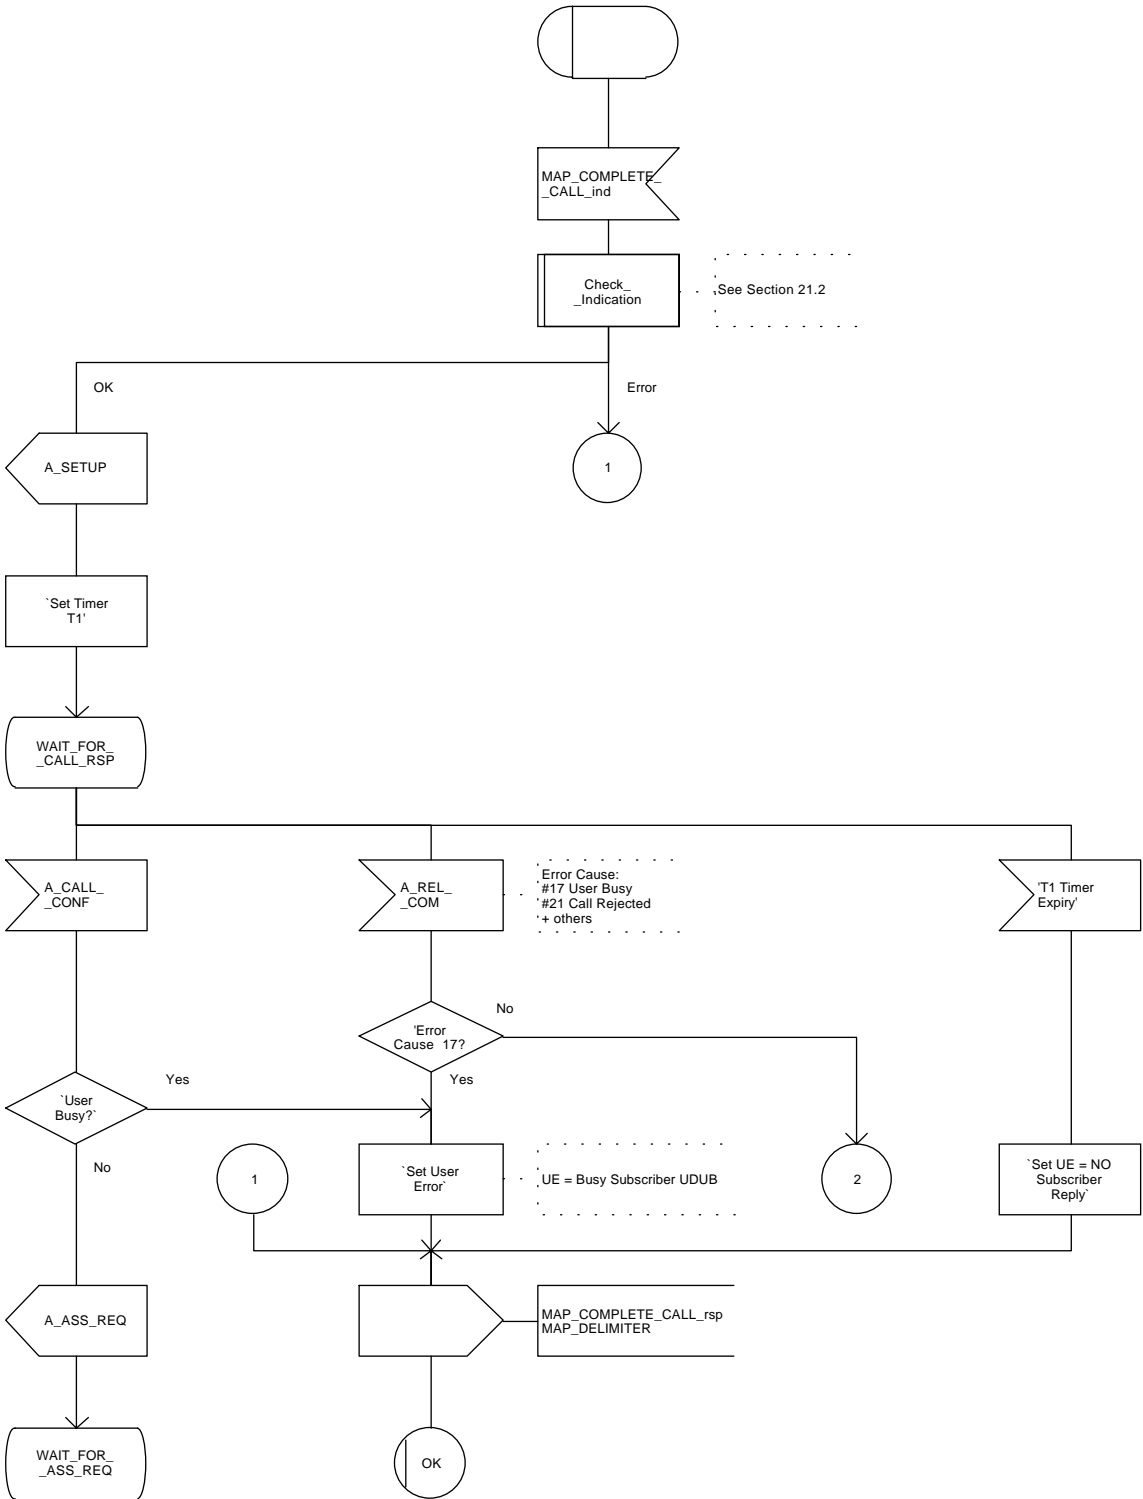 MAP_COMPLETE_
_CALL_ind
Check_
_Indication
See Section 21.2
OK
Error
A_SETUP
1
`Set Timer
T1'
WAIT_FOR_
_CALL_RSP
A_CALL_
_CONF
A_REL_
_COM
Error Cause:
#17 User Busy
#21 Call Rejected
+ others
'T1 Timer
Expiry'
No
'Error
Cause 17?
Yes
Yes
`User
Busy?`
No
1
`Set User
Error`
UE = Busy Subscriber UDUB
2
`Set UE = NO
Subscriber
Reply`
A_ASS_REQ
MAP_COMPLETE_CALL_rsp
MAP_DELIMITER
WAIT_FOR_
_ASS_REQ
OK